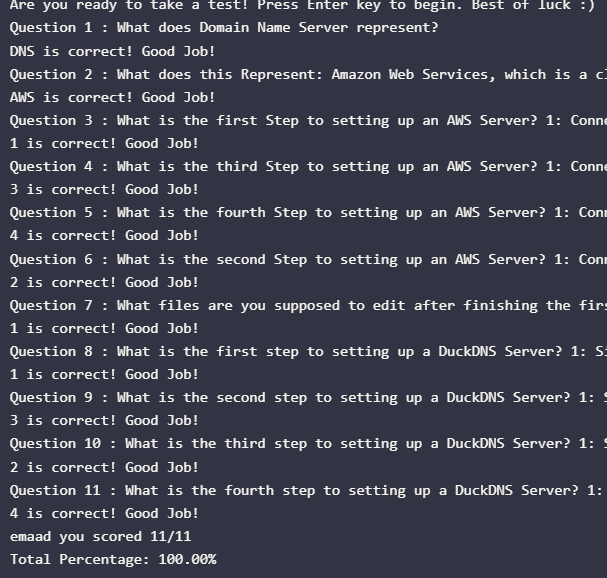 Are you ready to take a test! Press Enter key to begin. Best of luck :)
Question 1 : What does Domain Name Server represent?
DNS is correct! Good Job!
Question 2 : What does this Represent: Amazon Web Services, which is a cl
AWS is correct! Good Job!
Question 3 : What is the first Step to setting up an AWS Server? 1: Conne
1 is correct! Good Job!
Question 4 : What is the third Step to setting up an AWS Server? 1: Conne
3 is correct! Good Job!
Question 5 : What is the fourth Step to setting up an AWS Server? 1: Conn
4 is correct! Good Job!
Question 6 : What is the second Step to setting up an AWS Server? 1: Conn
2 is correct! Good Job!
Question 7 : What files are you supposed to edit after finishing the firs
1 is correct! Good Job!
Question 8 : What is the first step to setting up a DuckDNS Server? 1: Si
1 is correct! Good Job!
Question 9 : What is the second step to setting up a DuckDNS Server? 1: S
3 is correct! Good Job!
Question 10 : What is the third step to setting up a DuckDNS Server? 1: S
2 is correct! Good Job!
Question 11 : What is the fourth step to setting up a DuckDNS Server? 1:
4 is correct! Good Job!
emaad you scored 11/11
Total Percentage: 100.00%